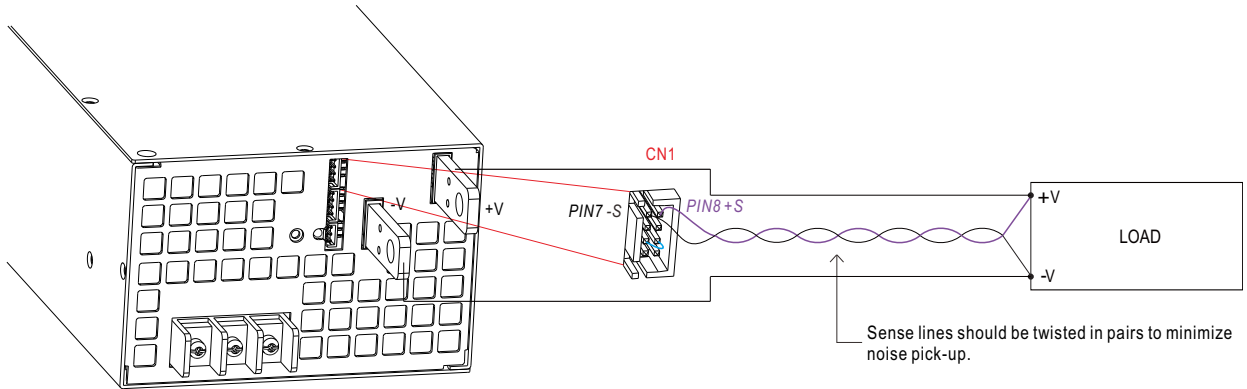 CN1
-V
+V
PIN7 -S
PIN8 +S
+V
LOAD
-V
Sense lines should be twisted in pairs to minimize
noise pick-up.